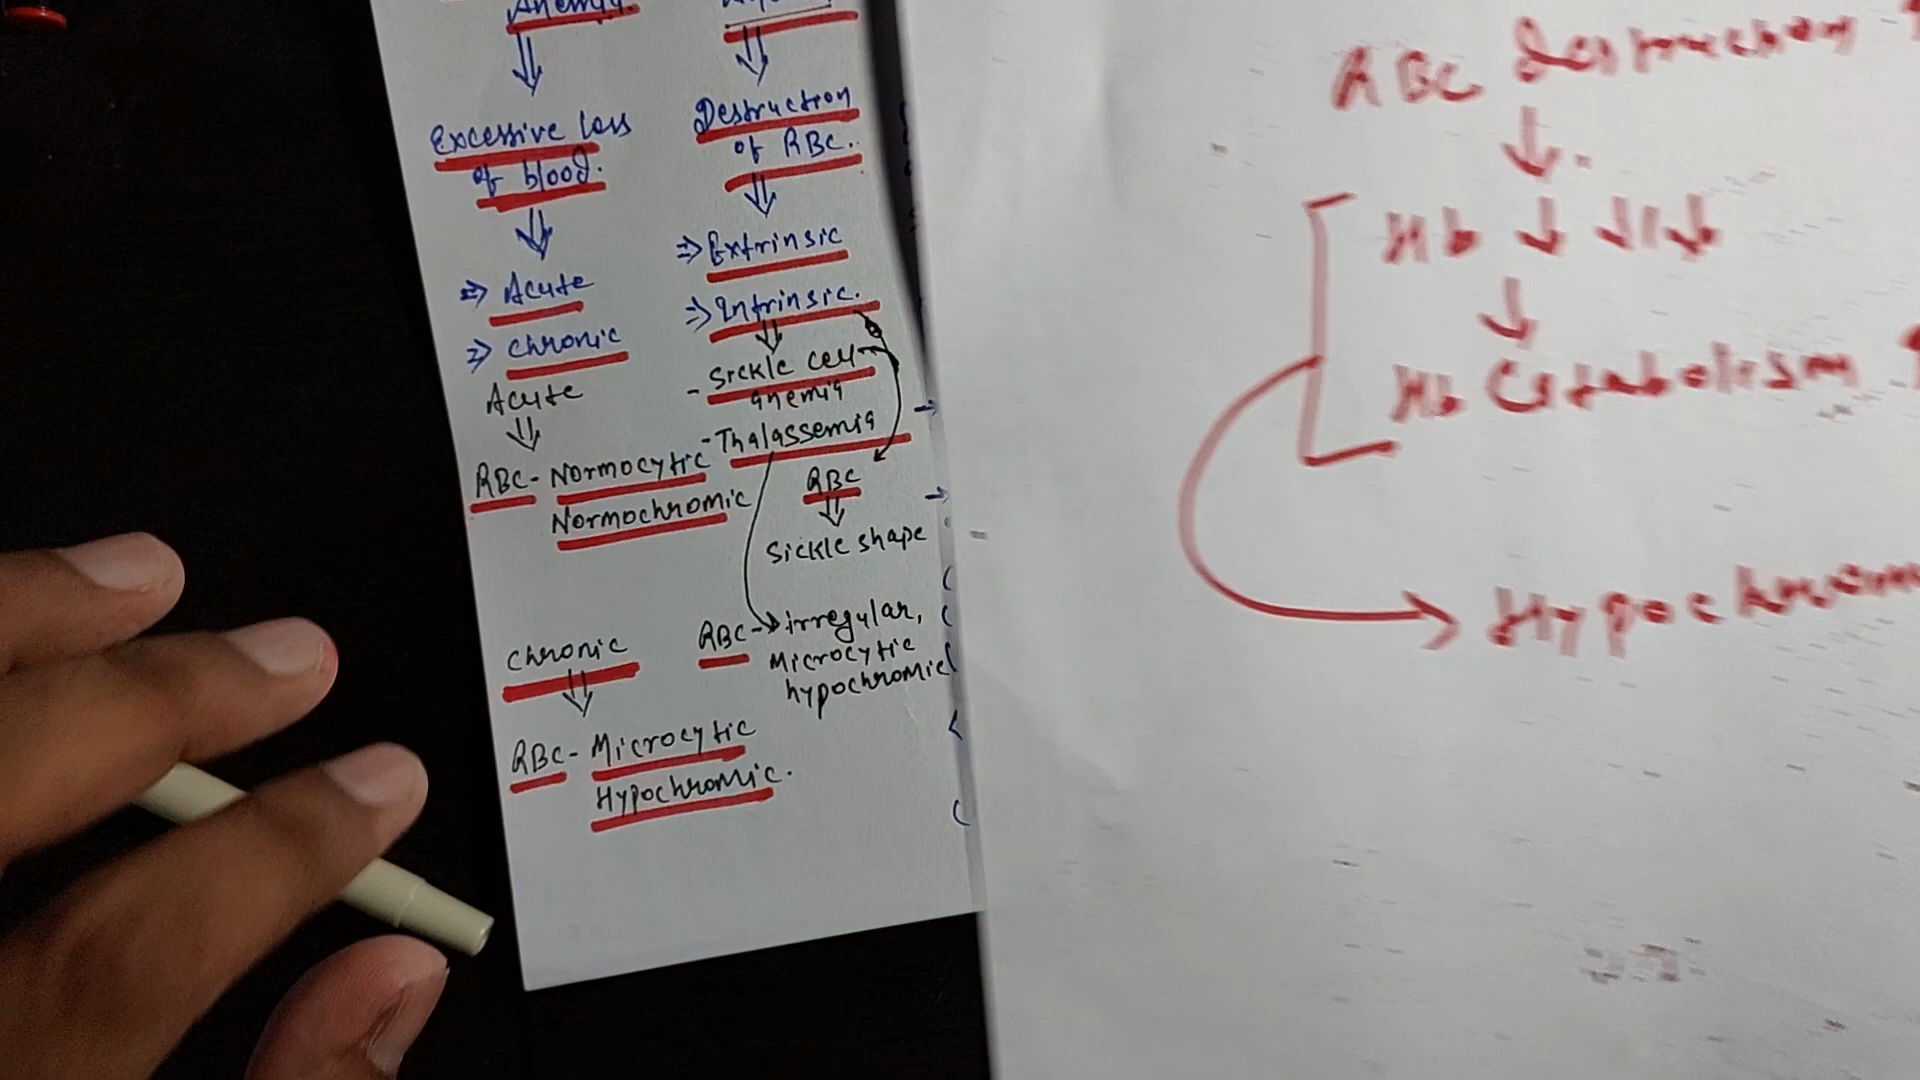 Anemia.
⇓
Excessive loss
of blood.
⇓
⇒ Acute
⇒ chronic
Acute
⇓
RBC - Normocytic
Normochromic
chronic
⇓
RBC - Microcytic
Hypochromic.
⇓
Destruction
of RBC.
⇓
⇒ Extrinsic
⇒ Intrinsic.
⇓
- Sickle cell
anemia
- Thalassemia
RBC
⇓
Sickle shape
RBC → irregular,
Microcytic
hypochromic
RBC Destruction ↑
↓
Hb ↓ ↓↓↓
↓
Hb Catabolism ↑